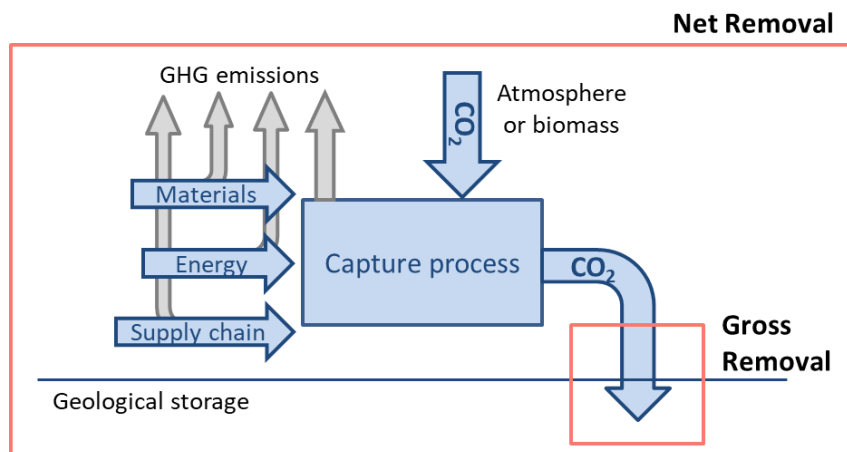 Net Removal
GHG emissions
CO₂
Atmosphere
or biomass
Materials
Energy
Supply chain
Capture process
CO₂
Gross
Removal
Geological storage